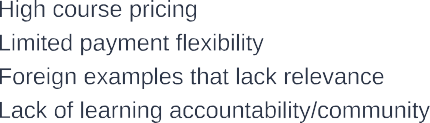 High course pricing
Limited payment flexibility
Foreign examples that lack relevance
Lack of learning accountability/community